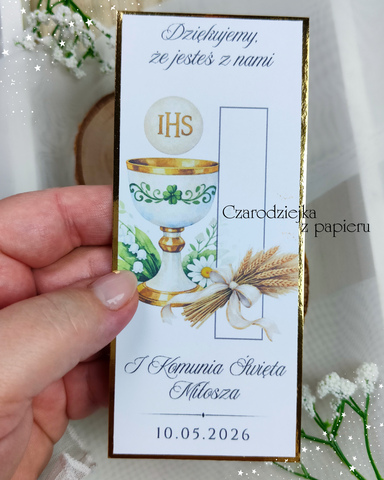 Dziękujemy,
że jesteś z nami
IHS
Czarodziejka
z papieru
I Komunia Święta
Miłosza
10.05.2026